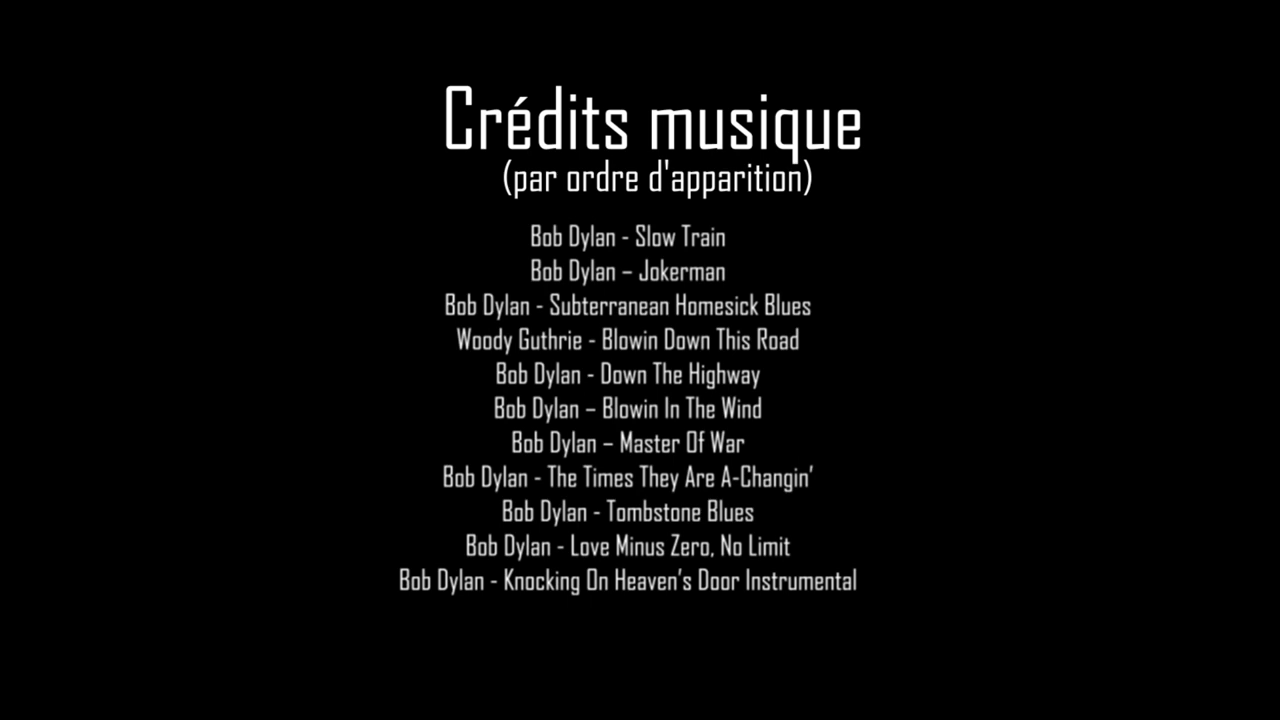 Crédits musique
(par ordre d'apparition)
Bob Dylan - Slow Train
Bob Dylan – Jokerman
Bob Dylan - Subterranean Homesick Blues
Woody Guthrie - Blowin Down This Road
Bob Dylan - Down The Highway
Bob Dylan – Blowin In The Wind
Bob Dylan – Master Of War
Bob Dylan - The Times They Are A-Changin’
Bob Dylan - Tombstone Blues
Bob Dylan - Love Minus Zero, No Limit
Bob Dylan - Knocking On Heaven’s Door Instrumental